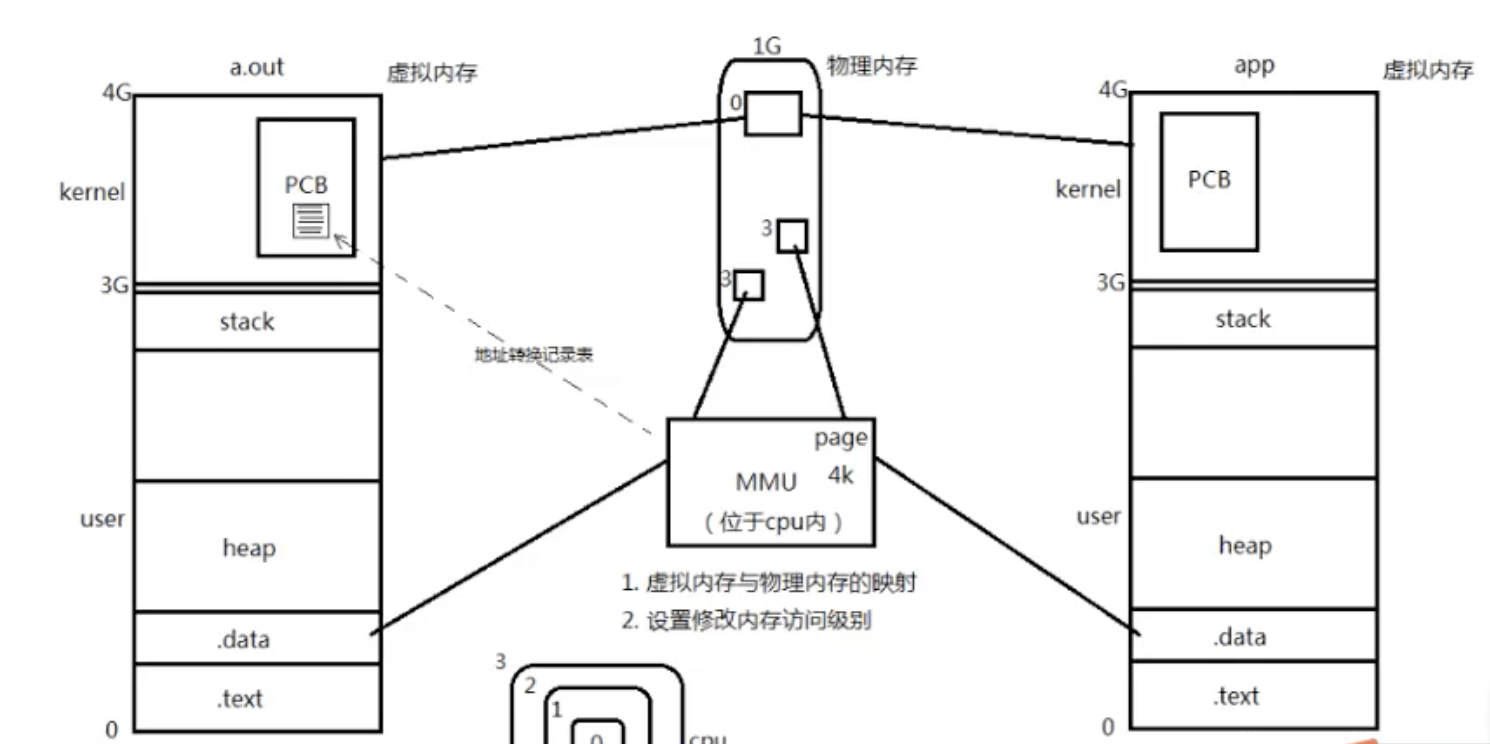 1G
a.out
虚拟内存
物理内存
app
虚拟内存
4G
0
4G
PCB
kernel
PCB
kernel
3
3G
3
3G
stack
stack
地址转换记录表
page
MMU
4k
(位于cpu内)
user
user
heap
heap
1. 虚拟内存与物理内存的映射
2. 设置修改内存访问级别
.data
.data
3
2
1
.text
.text
0
0
0
cpu